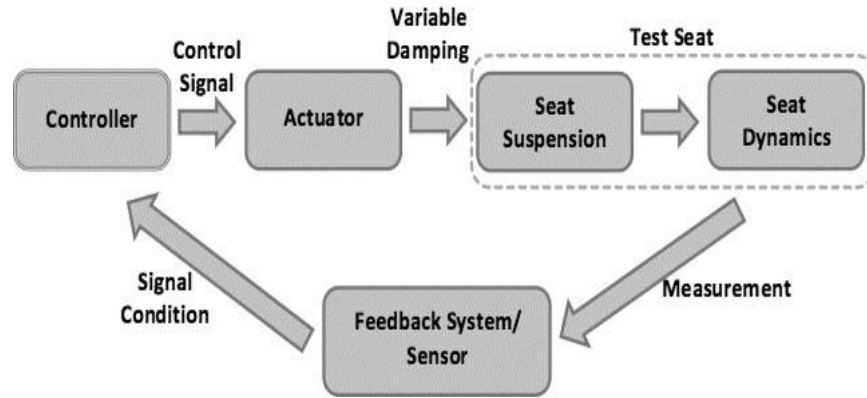 Variable
Damping
Test Seat
Control
Signal
Controller
Actuator
Seat
Suspension
Seat
Dynamics
Signal
Condition
Measurement
Feedback System/
Sensor